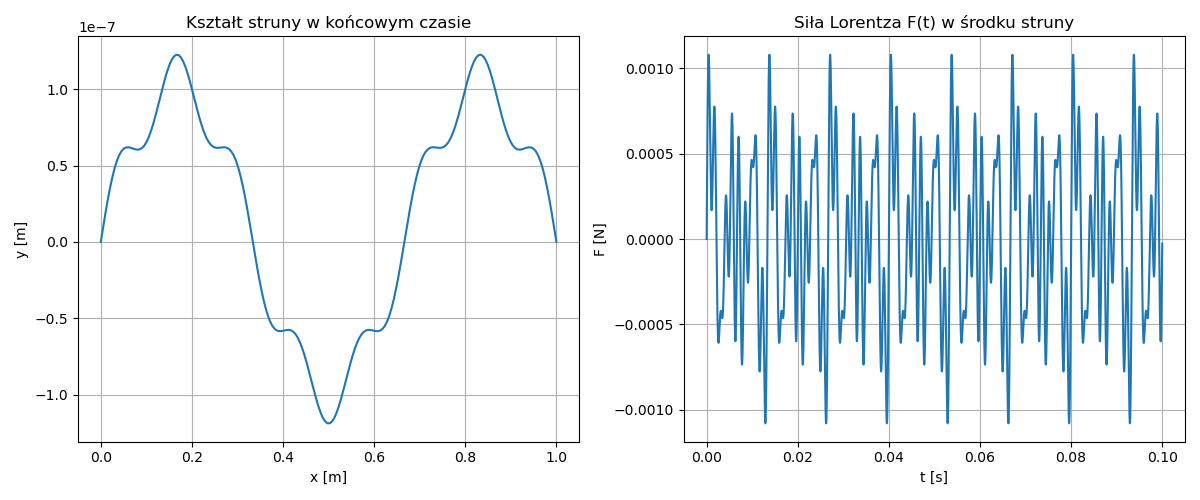 Kształt struny w końcowym czasie
1e−7
1.0
0.5
0.0
−0.5
−1.0
y [m]
0.0 0.2 0.4 0.6 0.8 1.0
x [m]
Siła Lorentza F(t) w środku struny
0.0010
0.0005
0.0000
−0.0005
−0.0010
F [N]
0.00 0.02 0.04 0.06 0.08 0.10
t [s]